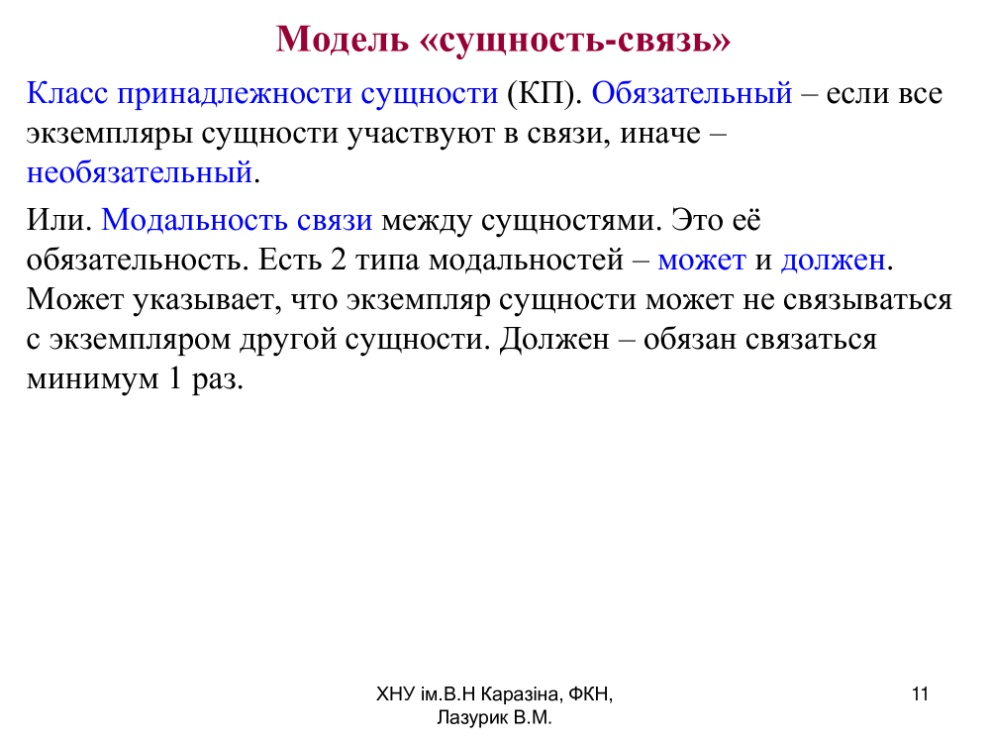 Модель «сущность-связь»
Класс принадлежности сущности (КП). Обязательный – если все
экземпляры сущности участвуют в связи, иначе –
необязательный.
Или. Модальность связи между сущностями. Это её
обязательность. Есть 2 типа модальностей – может и должен.
Может указывает, что экземпляр сущности может не связываться
с экземпляром другой сущности. Должен – обязан связаться
минимум 1 раз.
ХНУ ім.В.Н Каразіна, ФКН,
Лазурик В.М.
11